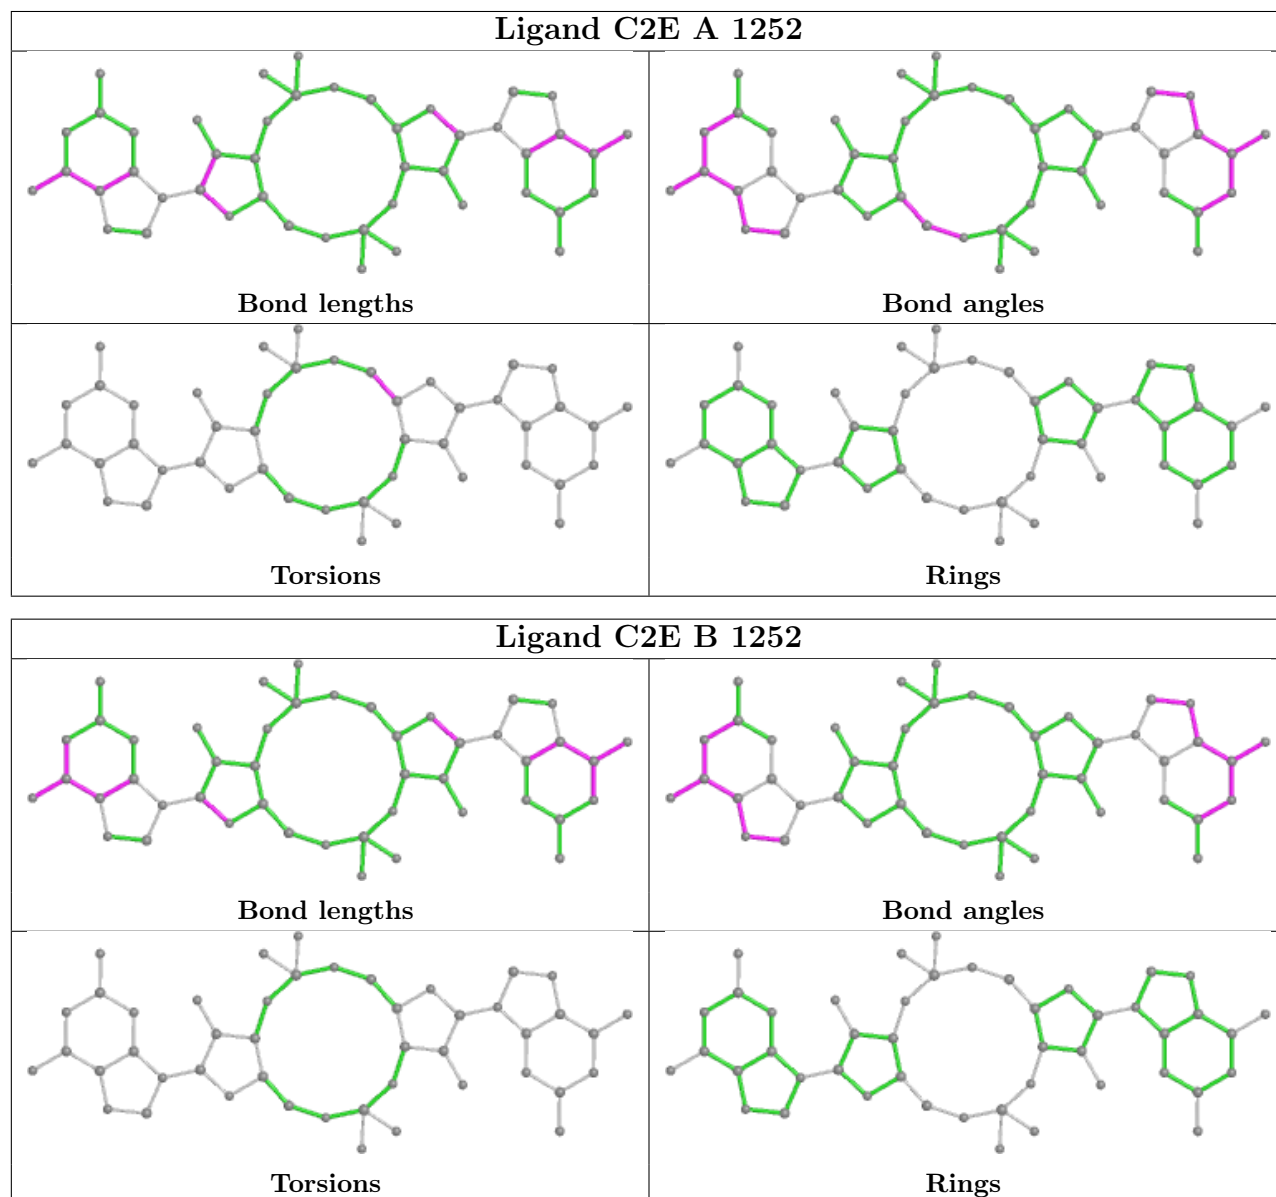 Ligand C2E A 1252
Bond lengths
Bond angles
Torsions
Rings
Ligand C2E B 1252
Bond lengths
Bond angles
Torsions
Rings